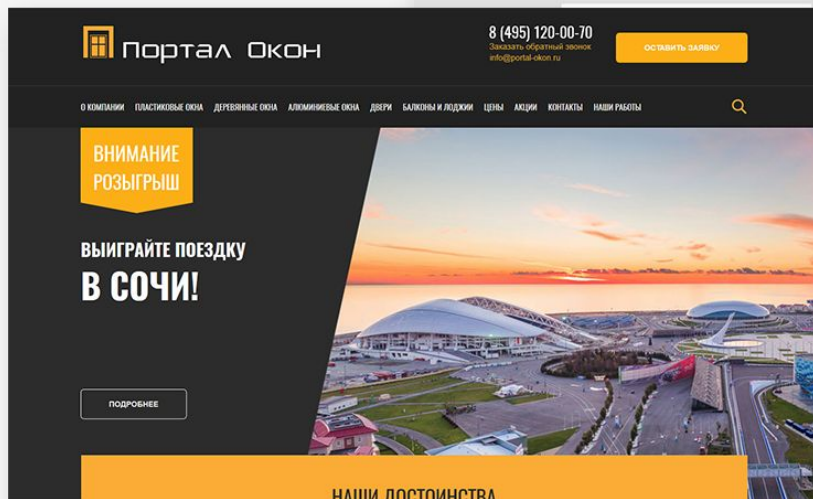 Портал Окон
8 (495) 120-00-70
Заказать обратный звонок
info@portal-okon.ru
ОСТАВИТЬ ЗАЯВКУ
О КОМПАНИИ ПЛАСТИКОВЫЕ ОКНА ДЕРЕВЯННЫЕ ОКНА АЛЮМИНИЕВЫЕ ОКНА ДВЕРИ БАЛКОНЫ И ЛОДЖИИ ЦЕНЫ АКЦИИ КОНТАКТЫ НАШИ РАБОТЫ
ВНИМАНИЕ
РОЗЫГРЫШ
ВЫИГРАЙТЕ ПОЕЗДКУ
В СОЧИ!
ПОДРОБНЕЕ
НАШИ ДОСТОИНСТВА